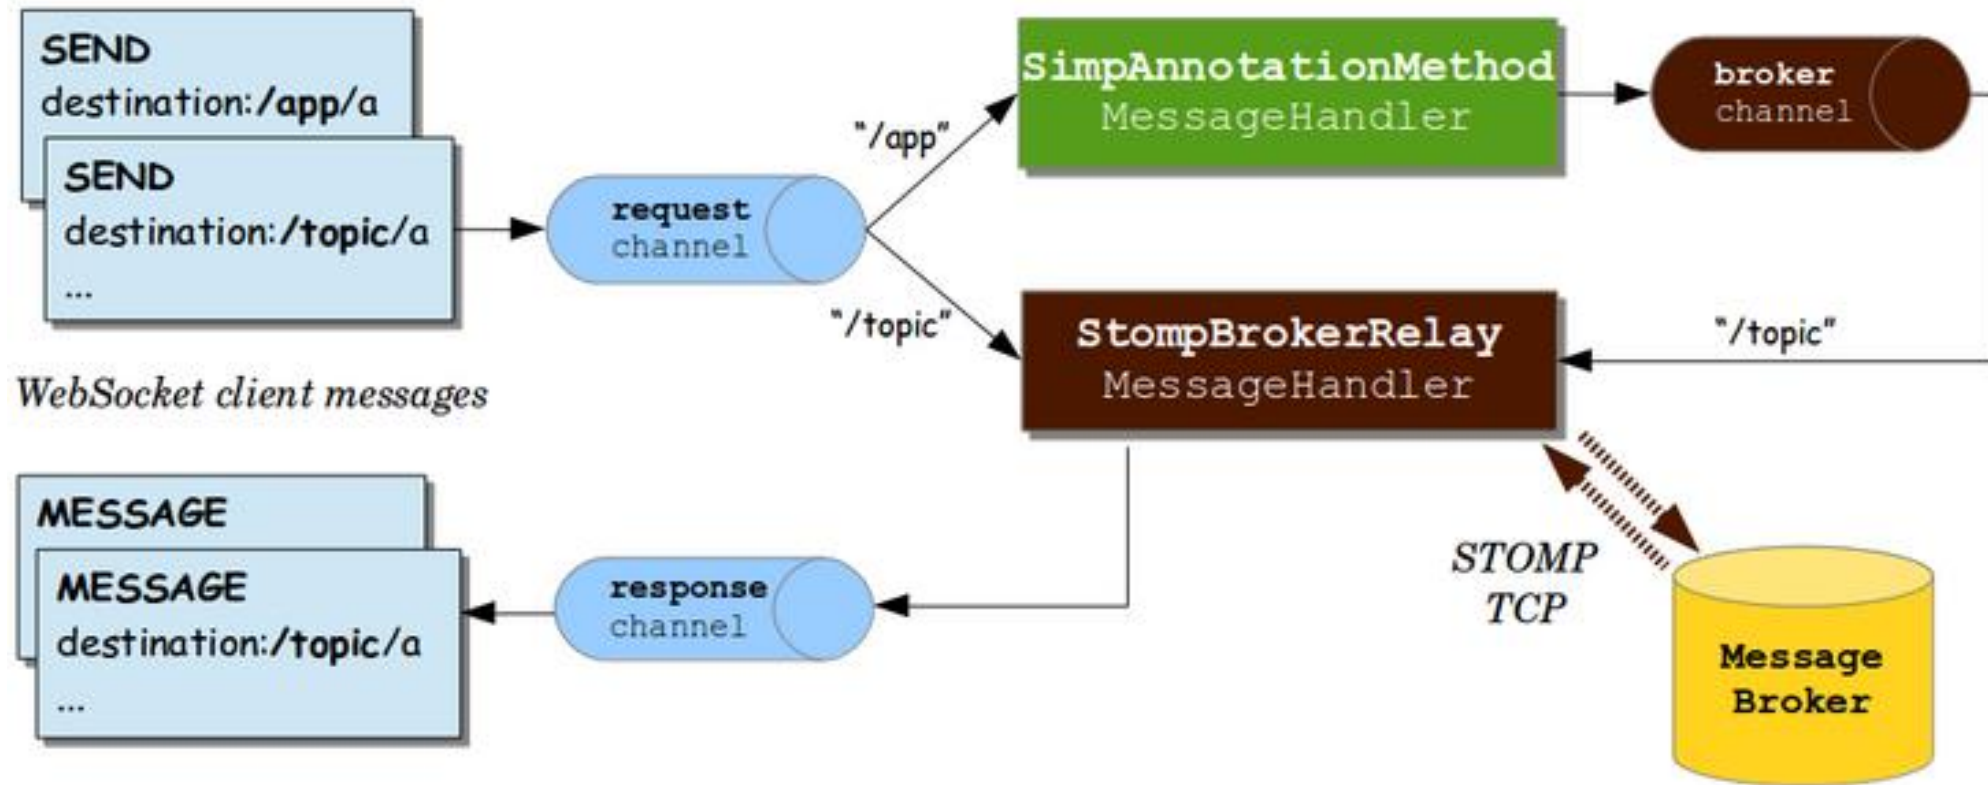 SEND
destination:/app/a
SEND
destination:/topic/a
...
WebSocket client messages
request
channel
"/app"
"/topic"
SimpAnnotationMethod
MessageHandler
broker
channel
StompBrokerRelay
MessageHandler
"/topic"
MESSAGE
MESSAGE
destination:/topic/a
...
response
channel
STOMP
TCP
Message
Broker